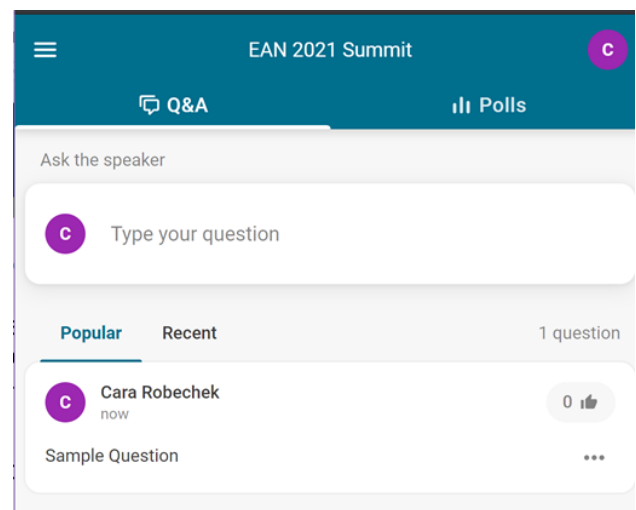 EAN 2021 Summit
C
Q&A
Polls
Ask the speaker
C
Type your question
Popular
Recent
1 question
C
Cara Robechek
now
0
Sample Question